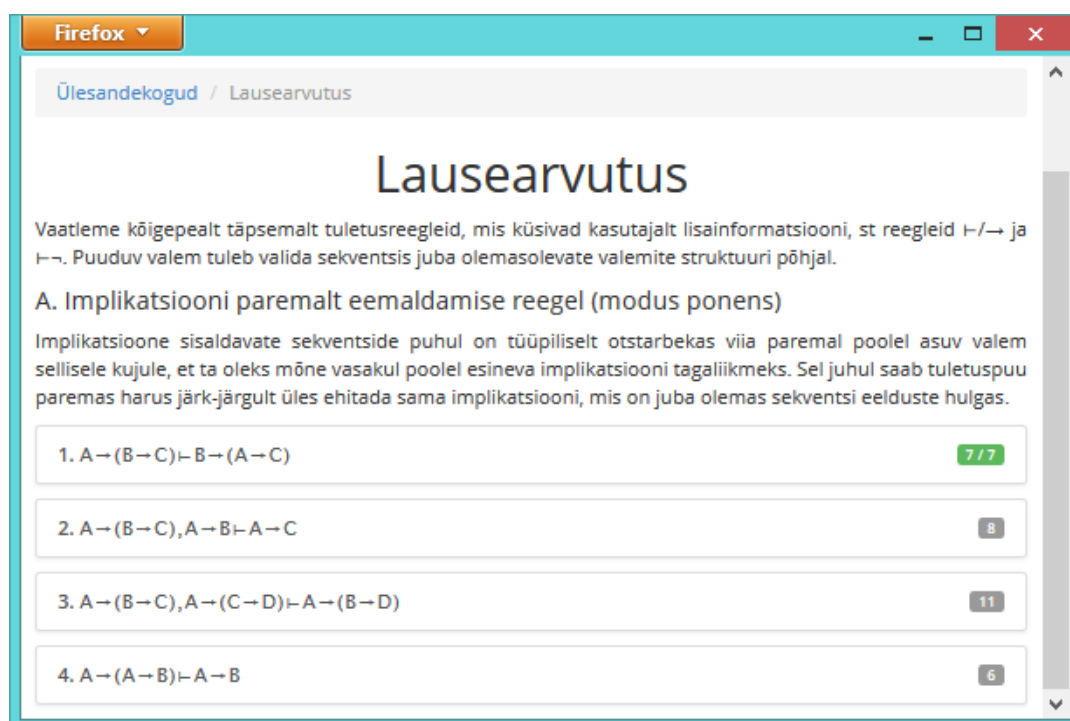 Firefox
Ülesandekogud / Lausearvutus
Lausearvutus
Vaatleme kõigepealt täpsemalt tuletusreegleid, mis küsivad kasutajalt lisainformatsiooni, st reegleid ⊢/→ ja
⊢¬. Puuduv valem tuleb valida sekventsis juba olemasolevate valemite struktuuri põhjal.
A. Implikatsiooni paremalt eemaldamise reegel (modus ponens)
Implikatsioone sisaldavate sekventside puhul on tüüpiliselt otstarbekas viia paremal poolel asuv valem
sellisele kujule, et ta oleks mõne vasakul poolel esineva implikatsiooni tagaliikmeks. Sel juhul saab tuletuspuu
paremas harus järk-järgult üles ehitada sama implikatsiooni, mis on juba olemas sekventsi eelduste hulgas.
1. A→(B→C)⊢B→(A→C) 7 / 7
2. A→(B→C),A→B⊢A→C 8
3. A→(B→C),A→(C→D)⊢A→(B→D) 11
4. A→(A→B)⊢A→B 6